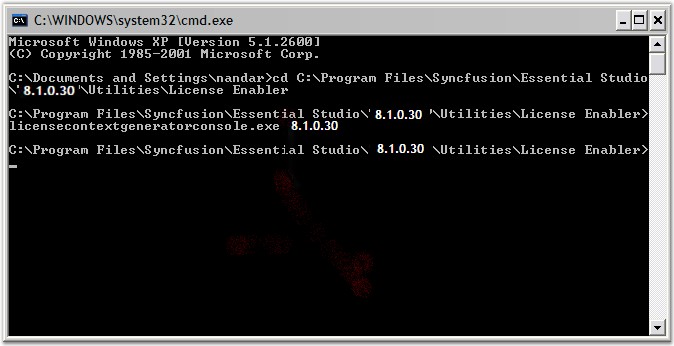 C:\WINDOWS\system32\cmd.exe
Microsoft Windows XP [Version 5.1.2600]
(C) Copyright 1985-2001 Microsoft Corp.
C:\Documents and Settings\nandar>cd C:\Program Files\Syncfusion\Essential Studio
\'8.1.0.30'\Utilities\License Enabler
C:\Program Files\Syncfusion\Essential Studio\'8.1.0.30'\Utilities\License Enabler>
licensecontextgeneratorconsole.exe 8.1.0.30
C:\Program Files\Syncfusion\Essential Studio\ 8.1.0.30 \Utilities\License Enabler>